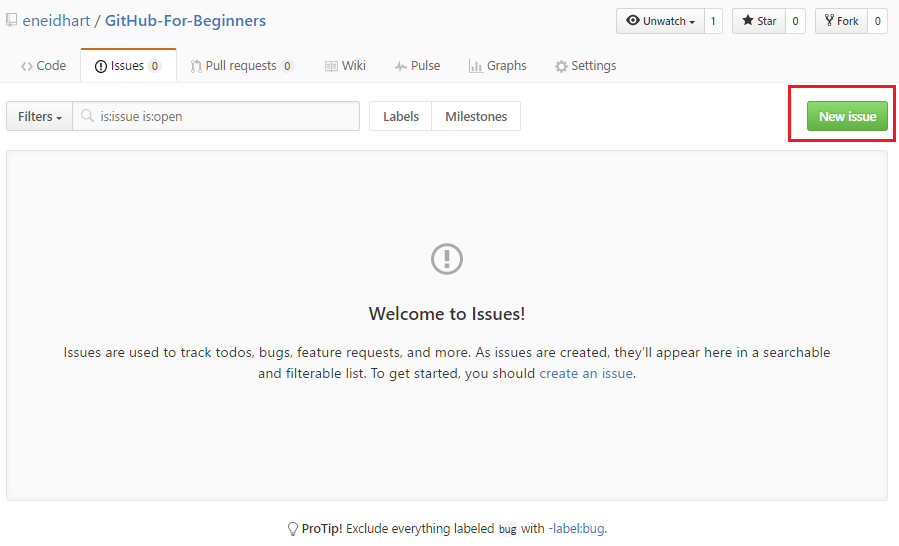 eneidhart / GitHub-For-Beginners
Unwatch 1 Star 0 Fork 0
Code Issues 0 Pull requests 0 Wiki Pulse Graphs Settings
Filters is:issue is:open Labels Milestones New issue
Welcome to Issues!
Issues are used to track todos, bugs, feature requests, and more. As issues are created, they'll appear here in a searchable
and filterable list. To get started, you should create an issue.
ProTip! Exclude everything labeled bug with -label:bug.